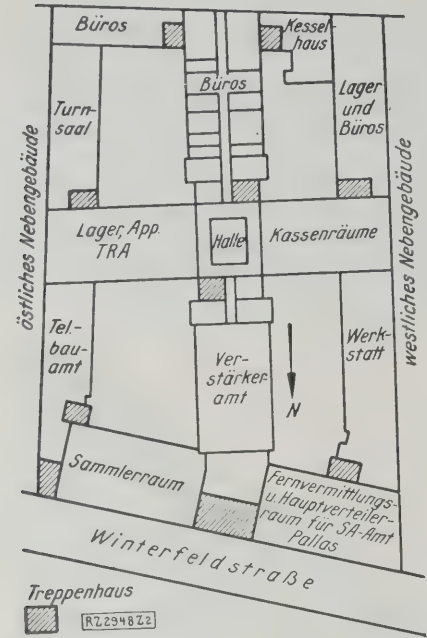 Büros
Kessel-
haus
Büros
Turn-
saal
Lager
und
Büros
östliches Nebengebäude
westliches Nebengebäude
Lager, App.
TRA
Halle
Kassenräume
Tel.-
bau-
amt
Ver-
stärker-
amt
N
Werk-
statt
Sammlerraum
Fernvermittlungs-
u. Hauptverteiler-
raum für SA-Amt
Pallas
Winterfeldstraße
Treppenhaus
RZ2948Z2